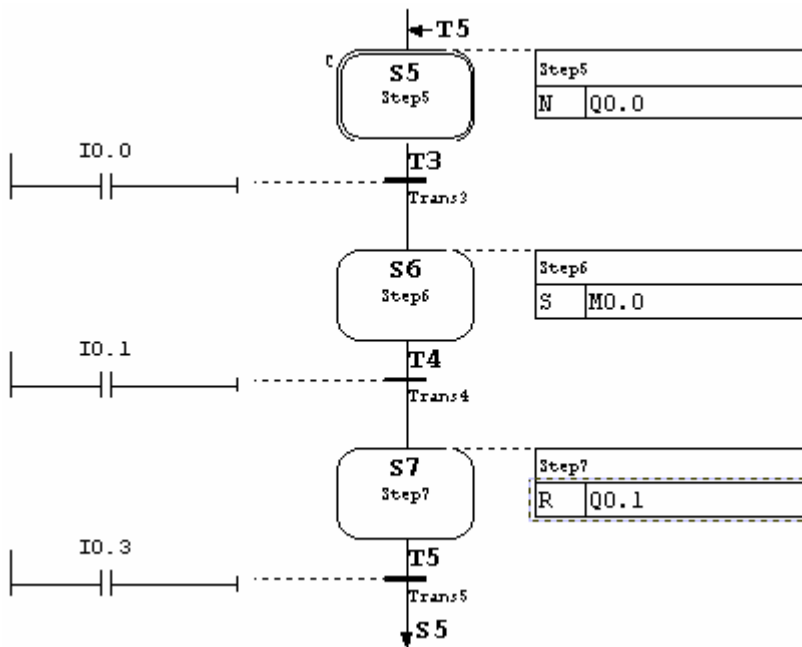 T5
C
S5
Step5
Step5
N Q0.0
I0.0
T3
Trans3
S6
Step6
Step6
S M0.0
I0.1
T4
Trans4
S7
Step7
Step7
R Q0.1
I0.3
T5
Trans5
S5